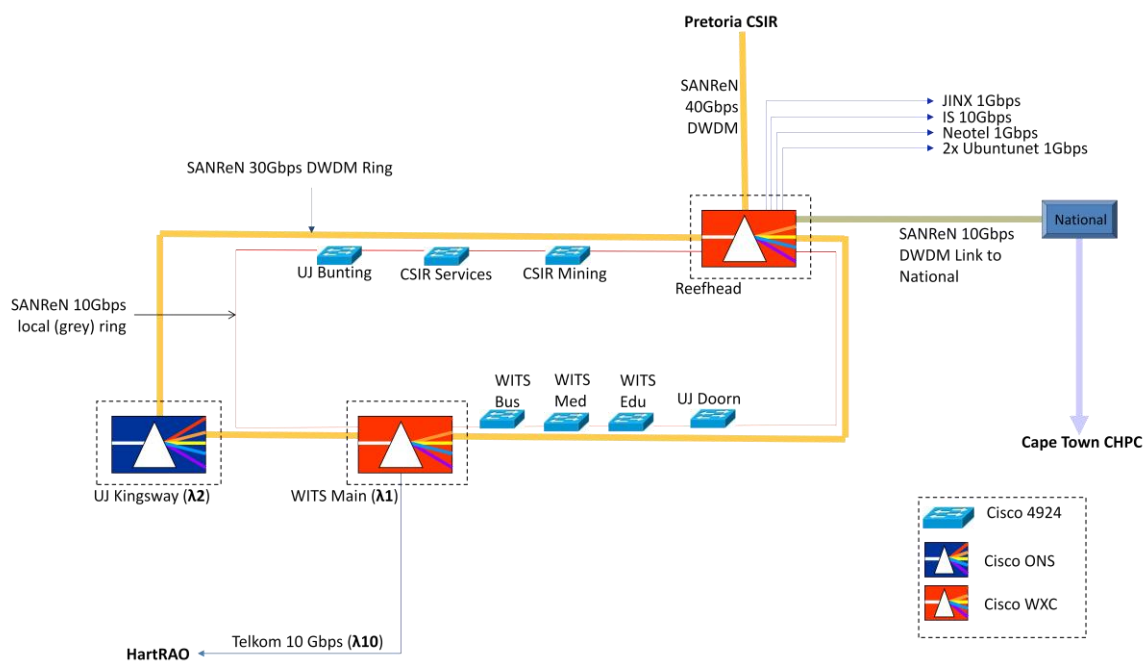 Pretoria CSIR
SANReN
40Gbps
DWDM
JINX 1Gbps
IS 10Gbps
Neotel 1Gbps
2x Ubuntunet 1Gbps
SANReN 30Gbps DWDM Ring
National
SANReN 10Gbps
DWDM Link to
National
UJ Bunting
CSIR Services
CSIR Mining
Reefhead
SANReN 10Gbps
local (grey) ring
WITS
Bus
WITS
Med
WITS
Edu
UJ Doorn
Cape Town CHPC
UJ Kingsway (λ2)
WITS Main (λ1)
Cisco 4924
Cisco ONS
Cisco WXC
Telkom 10 Gbps (λ10)
HartRAO